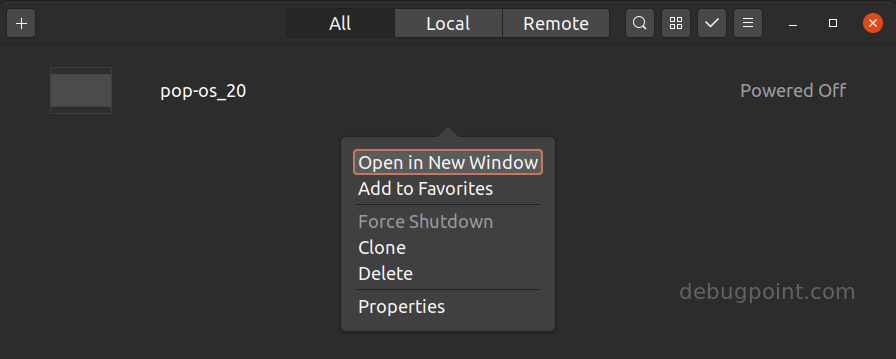 All Local Remote
pop-os_20 Powered Off
Open in New Window
Add to Favorites
Force Shutdown
Clone
Delete
Properties
debugpoint.com